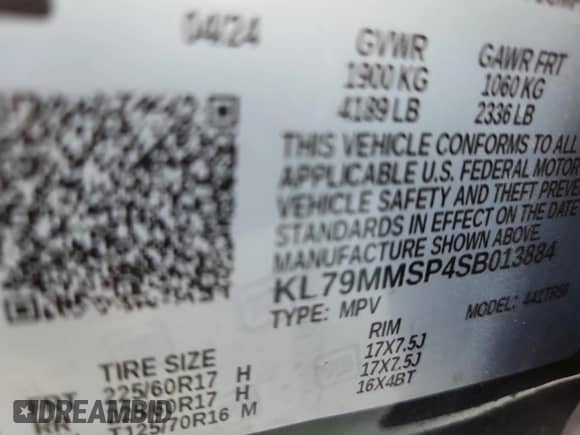 04/24
GVWR GAWR FRT
1900 KG 1060 KG
4189 LB 2336 LB
THIS VEHICLE CONFORMS TO ALL
APPLICABLE U.S. FEDERAL MOTOR
VEHICLE SAFETY AND THEFT PREVE
STANDARDS IN EFFECT ON THE DATE
MANUFACTURE SHOWN ABOVE.
KL79MMSP4SB013884
TYPE: MPV MODEL:
TIRE SIZE RIM
225/60R17 H 17X7.5J
H 17X7.5J
T125/70R16 M 16X4BT
DREAMBID